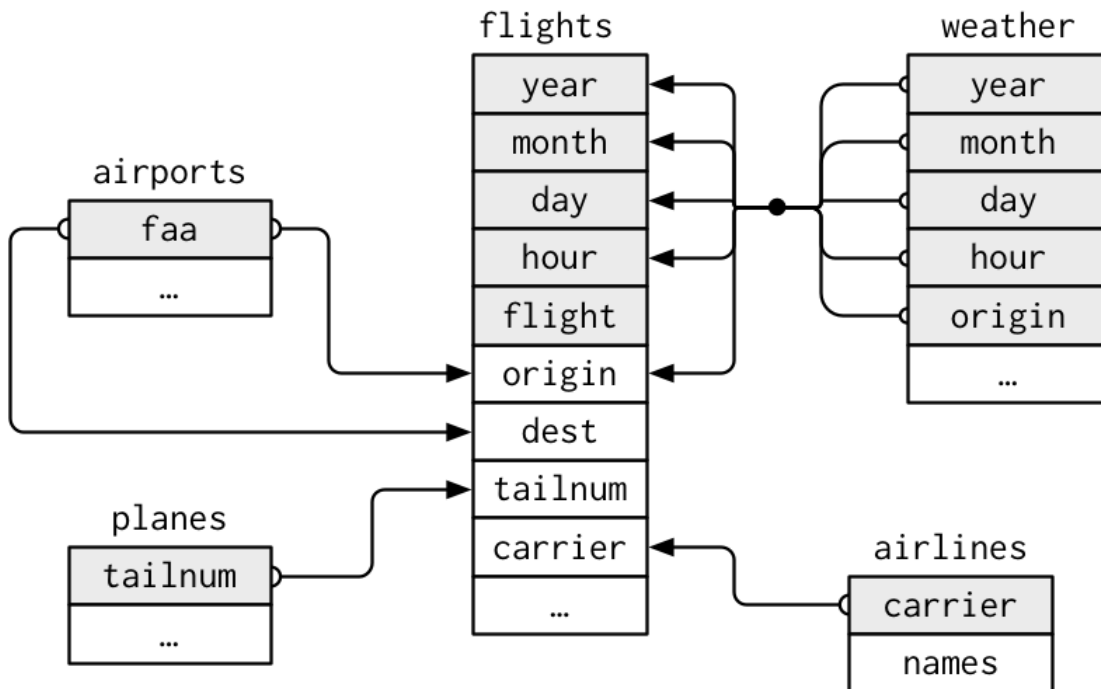 flights
year
month
day
hour
flight
origin
dest
tailnum
carrier
…
weather
year
month
day
hour
origin
…
airports
faa
…
planes
tailnum
…
airlines
carrier
names